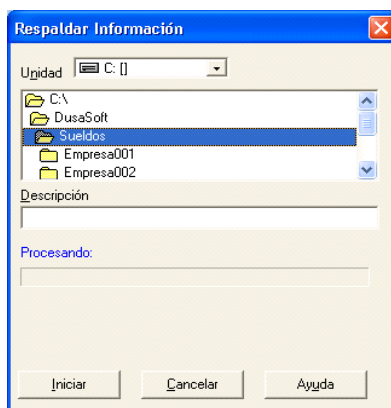 Respaldar Información
Unidad C: []
C:\
DusaSoft
Sueldos
Empresa001
Empresa002
Descripción
Procesando:
Iniciar Cancelar Ayuda